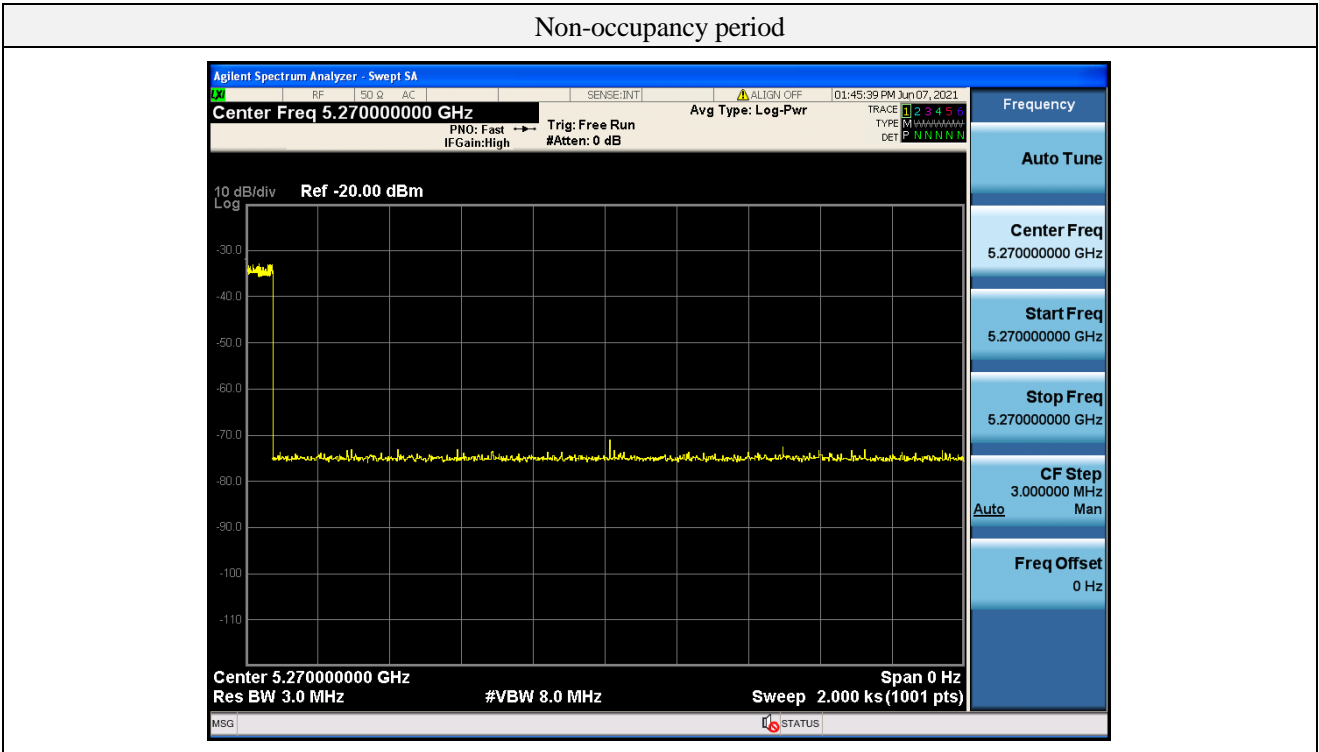 Non-occupancy period
Agilent Spectrum Analyzer - Swept SA
LXI RF 50 Ω AC SENSE:INT ALIGN OFF 01:45:39 PM Jun 07, 2021
Center Freq 5.270000000 GHz
PNO: Fast
IFGain:High
Trig: Free Run
#Atten: 0 dB
Avg Type: Log-Pwr
TRACE 1 2 3 4 5 6
TYPE M WWWWW
DET P N N N N N
10 dB/div Ref -20.00 dBm
Log
-30.0
-40.0
-50.0
-60.0
-70.0
-80.0
-90.0
-100
-110
Center 5.270000000 GHz Span 0 Hz
Res BW 3.0 MHz #VBW 8.0 MHz Sweep 2.000 ks (1001 pts)
MSG STATUS
Frequency
Auto Tune
Center Freq
5.270000000 GHz
Start Freq
5.270000000 GHz
Stop Freq
5.270000000 GHz
CF Step
3.000000 MHz
Auto Man
Freq Offset
0 Hz